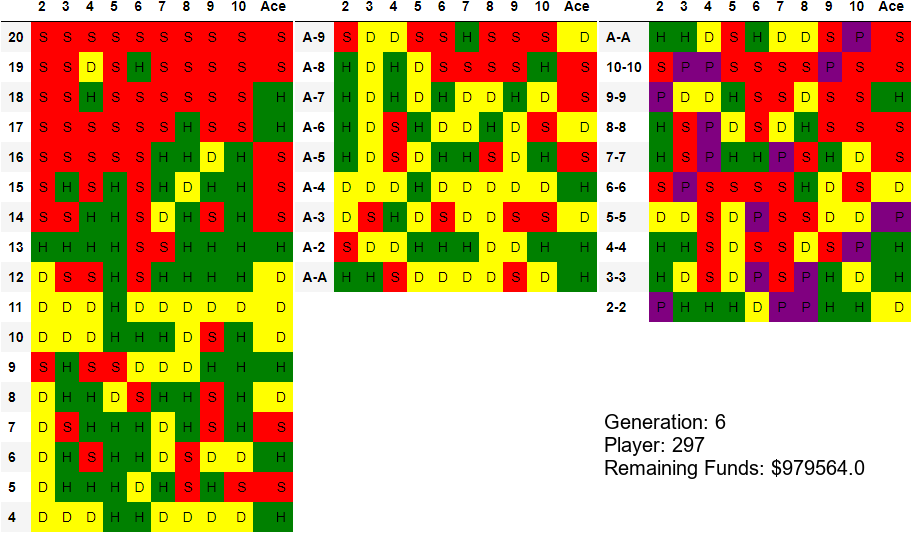 2 3 4 5 6 7 8 9 10 Ace
20 S S S S S S S S S S
19 S S D S H S S S S S
18 S S H S S S S S S H
17 S S S S S S H S S H
16 S S S S S H H D H S
15 S H S H S H D H H S
14 S S H H S D H S H S
13 H H H H S S H H H H
12 D S S H S H H H H D
11 D D D H D D D D D D
10 D D D H H H D S H D
9 S H S S D D D H H H
8 D H H D S H H S H D
7 D S H H H D H S H S
6 D H S H H D S D D H
5 D H H H D H S H S S
4 D D D H H D D D D H
2 3 4 5 6 7 8 9 10 Ace
A-9 S D D S S H S S S D
A-8 H D H D S S S S H S
A-7 H D H D H D D H D S
A-6 H D S H D D H D S D
A-5 H D S D H H S D H S
A-4 D D D H D D D D D H
A-3 D S H D S D D S S D
A-2 S D D H H H D D H H
A-A H H S D D D D S D H
2 3 4 5 6 7 8 9 10 Ace
A-A H H D S H D D S P S
10-10 S P P S S S S P S S
9-9 P D D H S S D S S H
8-8 H S P D S D H S S S
7-7 H S P H H P S H D S
6-6 S P S S S S H D S D
5-5 D D S D P S S D D P
4-4 H H S D S S D S P H
3-3 H D S D P S P H D H
2-2 P H H H D P P H H D
Generation: 6
Player: 297
Remaining Funds: $979564.0